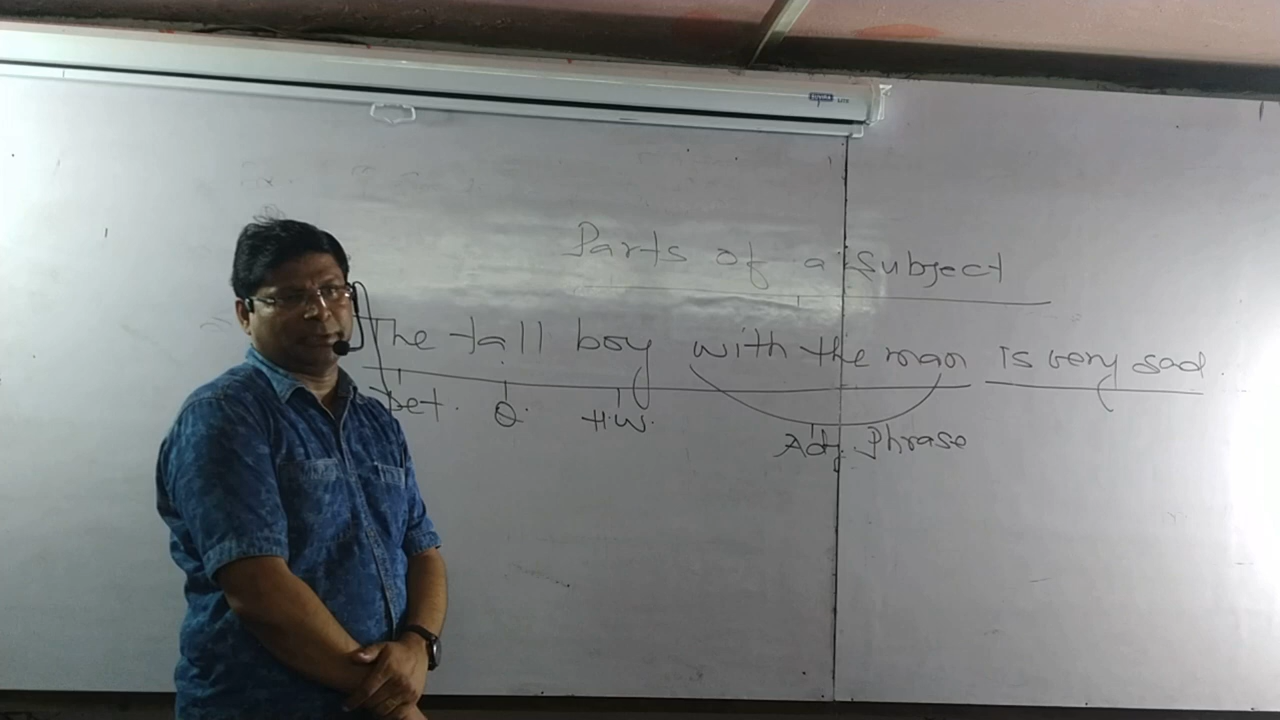 Parts of a Subject
The tall boy with the man is very sad.
Det. Q. H.W.
Adj. Phrase